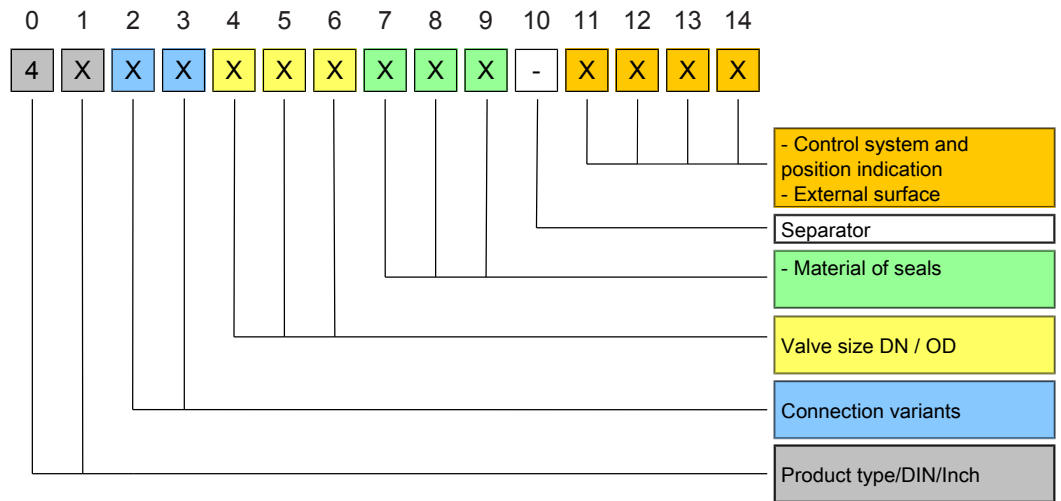 0 1 2 3 4 5 6 7 8 9 10 11 12 13 14
4 X X X X X X X X X - X X X X
- Control system and
position indication
- External surface
Separator
- Material of seals
Valve size DN / OD
Connection variants
Product type/DIN/Inch